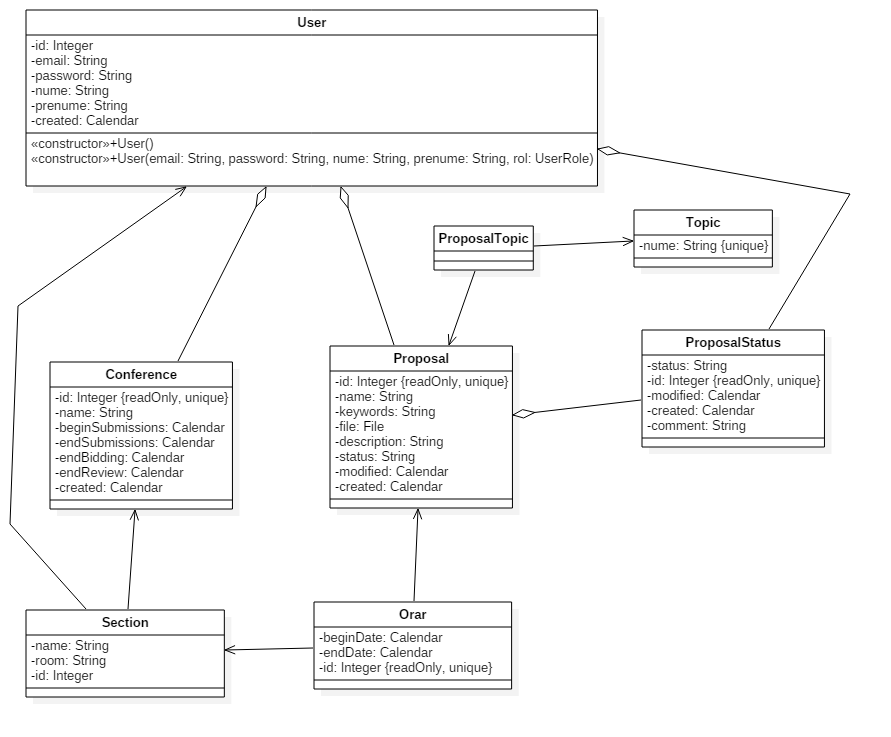 User
-id: Integer
-email: String
-password: String
-nume: String
-prenume: String
-created: Calendar
«constructor»+User()
«constructor»+User(email: String, password: String, nume: String, prenume: String, rol: UserRole)
ProposalTopic
Topic
-nume: String {unique}
Conference
-id: Integer {readOnly, unique}
-name: String
-beginSubmissions: Calendar
-endSubmissions: Calendar
-endBidding: Calendar
-endReview: Calendar
-created: Calendar
Proposal
-id: Integer {readOnly, unique}
-name: String
-keywords: String
-file: File
-description: String
-status: String
-modified: Calendar
-created: Calendar
ProposalStatus
-status: String
-id: Integer {readOnly, unique}
-modified: Calendar
-created: Calendar
-comment: String
Section
-name: String
-room: String
-id: Integer
Orar
-beginDate: Calendar
-endDate: Calendar
-id: Integer {readOnly, unique}